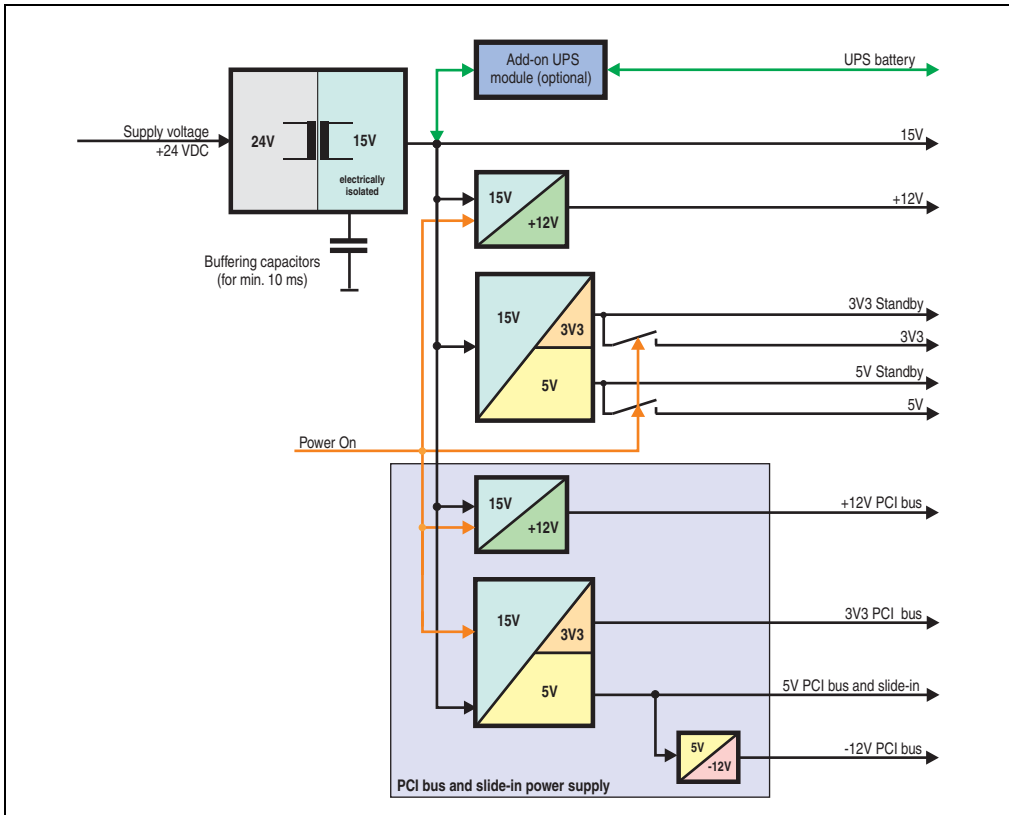 Add-on UPS
module (optional)
UPS battery
Supply voltage
+24 VDC
24V
15V
electrically
isolated
15V
15V
+12V
+12V
Buffering capacitors
(for min. 10 ms)
15V
3V3
5V
3V3 Standby
3V3
5V Standby
5V
Power On
15V
+12V
+12V PCI bus
15V
3V3
5V
3V3 PCI bus
5V PCI bus and slide-in
5V
-12V
-12V PCI bus
PCI bus and slide-in power supply